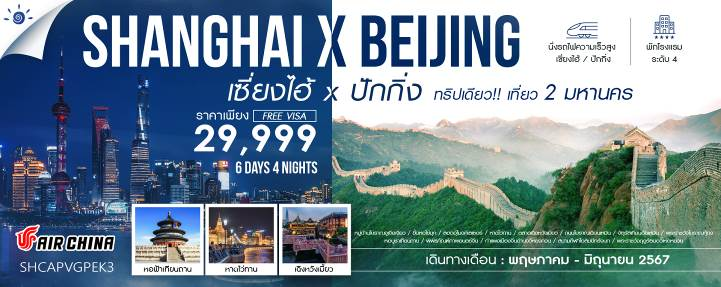 SHANGHAI X BEIJING
นั่งรถไฟความเร็วสูง
เซี่ยงไฮ้ / ปักกิ่ง
พักโรงแรม
ระดับ 4
เซี่ยงไฮ้ x ปักกิ่ง ทริปเดียว!! เที่ยว 2 มหานคร
ราคาเพียง FREE VISA
29,999
6 DAYS 4 NIGHTS
AIR CHINA
SHCAPVGPEK3
หอฟ้าเทียนถาน
หาดไว่ทาน
เฉิงหวังเมี่ยว
เดินทางเดือน : พฤษภาคม - มิถุนายน 2567